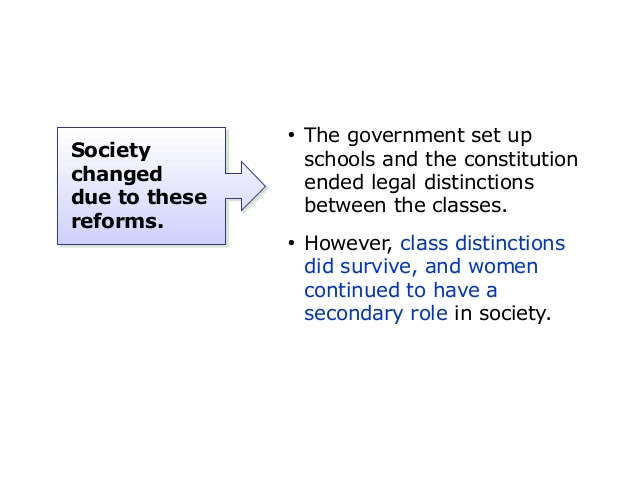 Society
changed
due to these
reforms.
• The government set up
schools and the constitution
ended legal distinctions
between the classes.
• However, class distinctions
did survive, and women
continued to have a
secondary role in society.